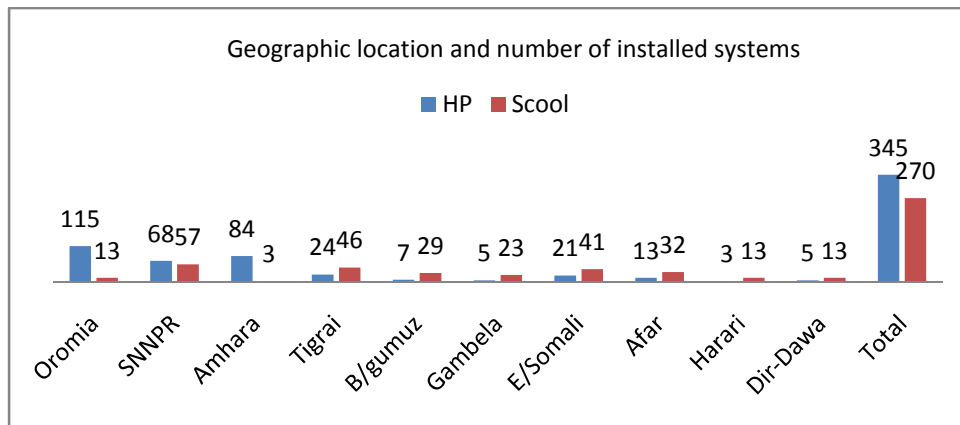 Geographic location and number of installed systems
HP Scool
115 13 68 57 84 3 24 46 7 29 5 23 21 41 13 32 3 13 5 13 345 270
Oromia SNNPR Amhara Tigrai B/gumuz Gambela E/Somali Afar Harari Dir-Dawa Total